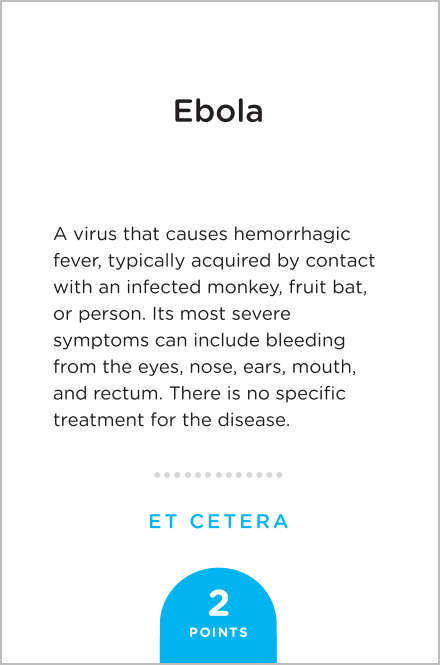 Ebola
A virus that causes hemorrhagic
fever, typically acquired by contact
with an infected monkey, fruit bat,
or person. Its most severe
symptoms can include bleeding
from the eyes, nose, ears, mouth,
and rectum. There is no specific
treatment for the disease.
ET CETERA
2
POINTS